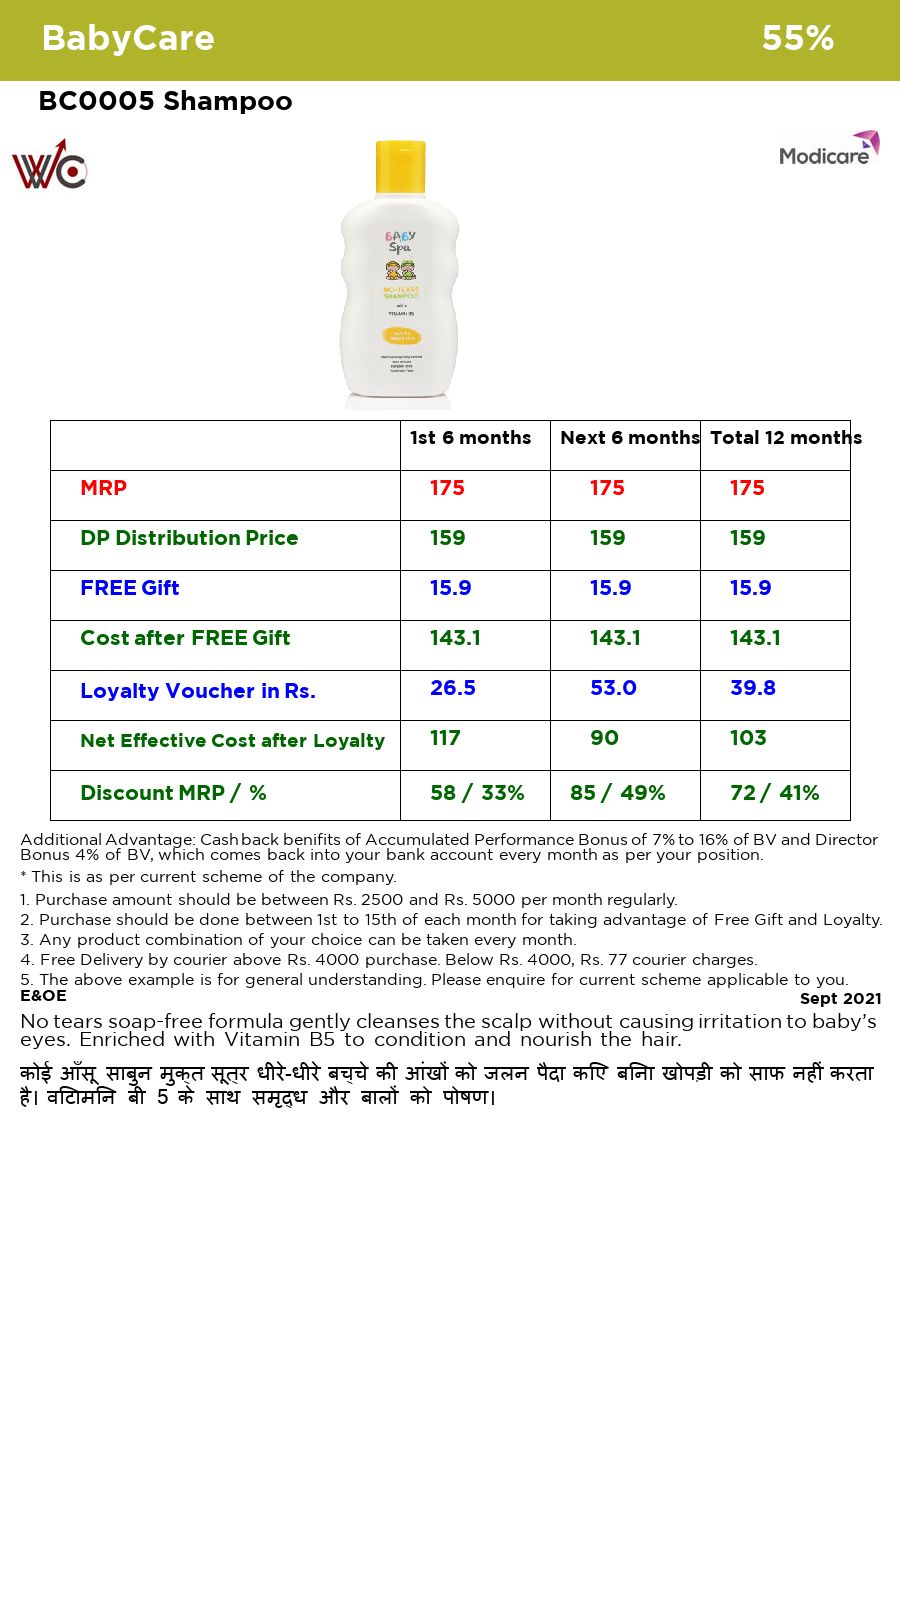 BabyCare 55%
BC0005 Shampoo
WC
Modicare
BABY
Spa
NO-TEARS
SHAMPOO
VITAMIN B5
1st 6 months Next 6 months Total 12 months
MRP 175 175 175
DP Distribution Price 159 159 159
FREE Gift 15.9 15.9 15.9
Cost after FREE Gift 143.1 143.1 143.1
Loyalty Voucher in Rs. 26.5 53.0 39.8
Net Effective Cost after Loyalty 117 90 103
Discount MRP / % 58 / 33% 85 / 49% 72 / 41%
Additional Advantage: Cash back benifits of Accumulated Performance Bonus of 7% to 16% of BV and Director
Bonus 4% of BV, which comes back into your bank account every month as per your position.
* This is as per current scheme of the company.
1. Purchase amount should be between Rs. 2500 and Rs. 5000 per month regularly.
2. Purchase should be done between 1st to 15th of each month for taking advantage of Free Gift and Loyalty.
3. Any product combination of your choice can be taken every month.
4. Free Delivery by courier above Rs. 4000 purchase. Below Rs. 4000, Rs. 77 courier charges.
5. The above example is for general understanding. Please enquire for current scheme applicable to you.
E&OE Sept 2021
No tears soap-free formula gently cleanses the scalp without causing irritation to baby's
eyes. Enriched with Vitamin B5 to condition and nourish the hair.
कोई आँसू साबुन मुक्त सूत्र धीरे-धीरे बच्चे की आंखों को जलन पैदा किए बिना खोपड़ी को साफ नहीं करता
है। विटामिन बी 5 के साथ समृद्ध और बालों को पोषण।